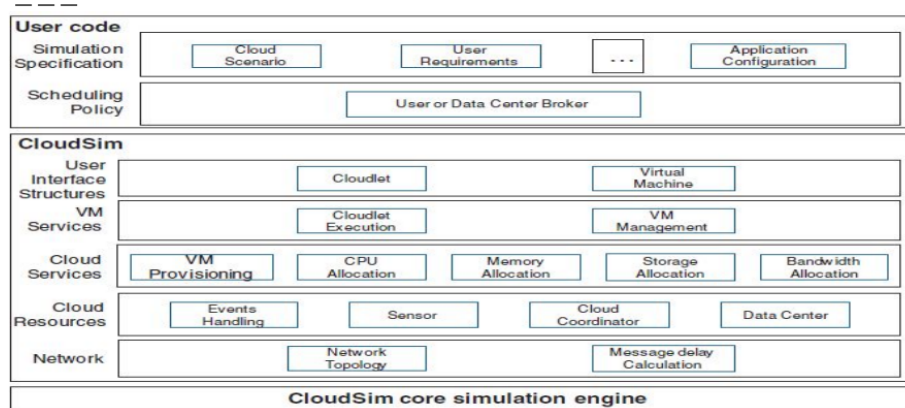 User code
Simulation Specification
Cloud Scenario
User Requirements
...
Application Configuration
Scheduling Policy
User or Data Center Broker
CloudSim
User Interface Structures
Cloudlet
Virtual Machine
VM Services
Cloudlet Execution
VM Management
Cloud Services
VM Provisioning
CPU Allocation
Memory Allocation
Storage Allocation
Bandwidth Allocation
Cloud Resources
Events Handling
Sensor
Cloud Coordinator
Data Center
Network
Network Topology
Message delay Calculation
CloudSim core simulation engine